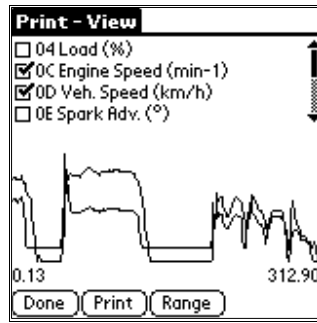 Print - View
04 Load (%)
0C Engine Speed (min-1)
0D Veh. Speed (km/h)
0E Spark Adv. (°)
0.13 312.90
Done Print Range